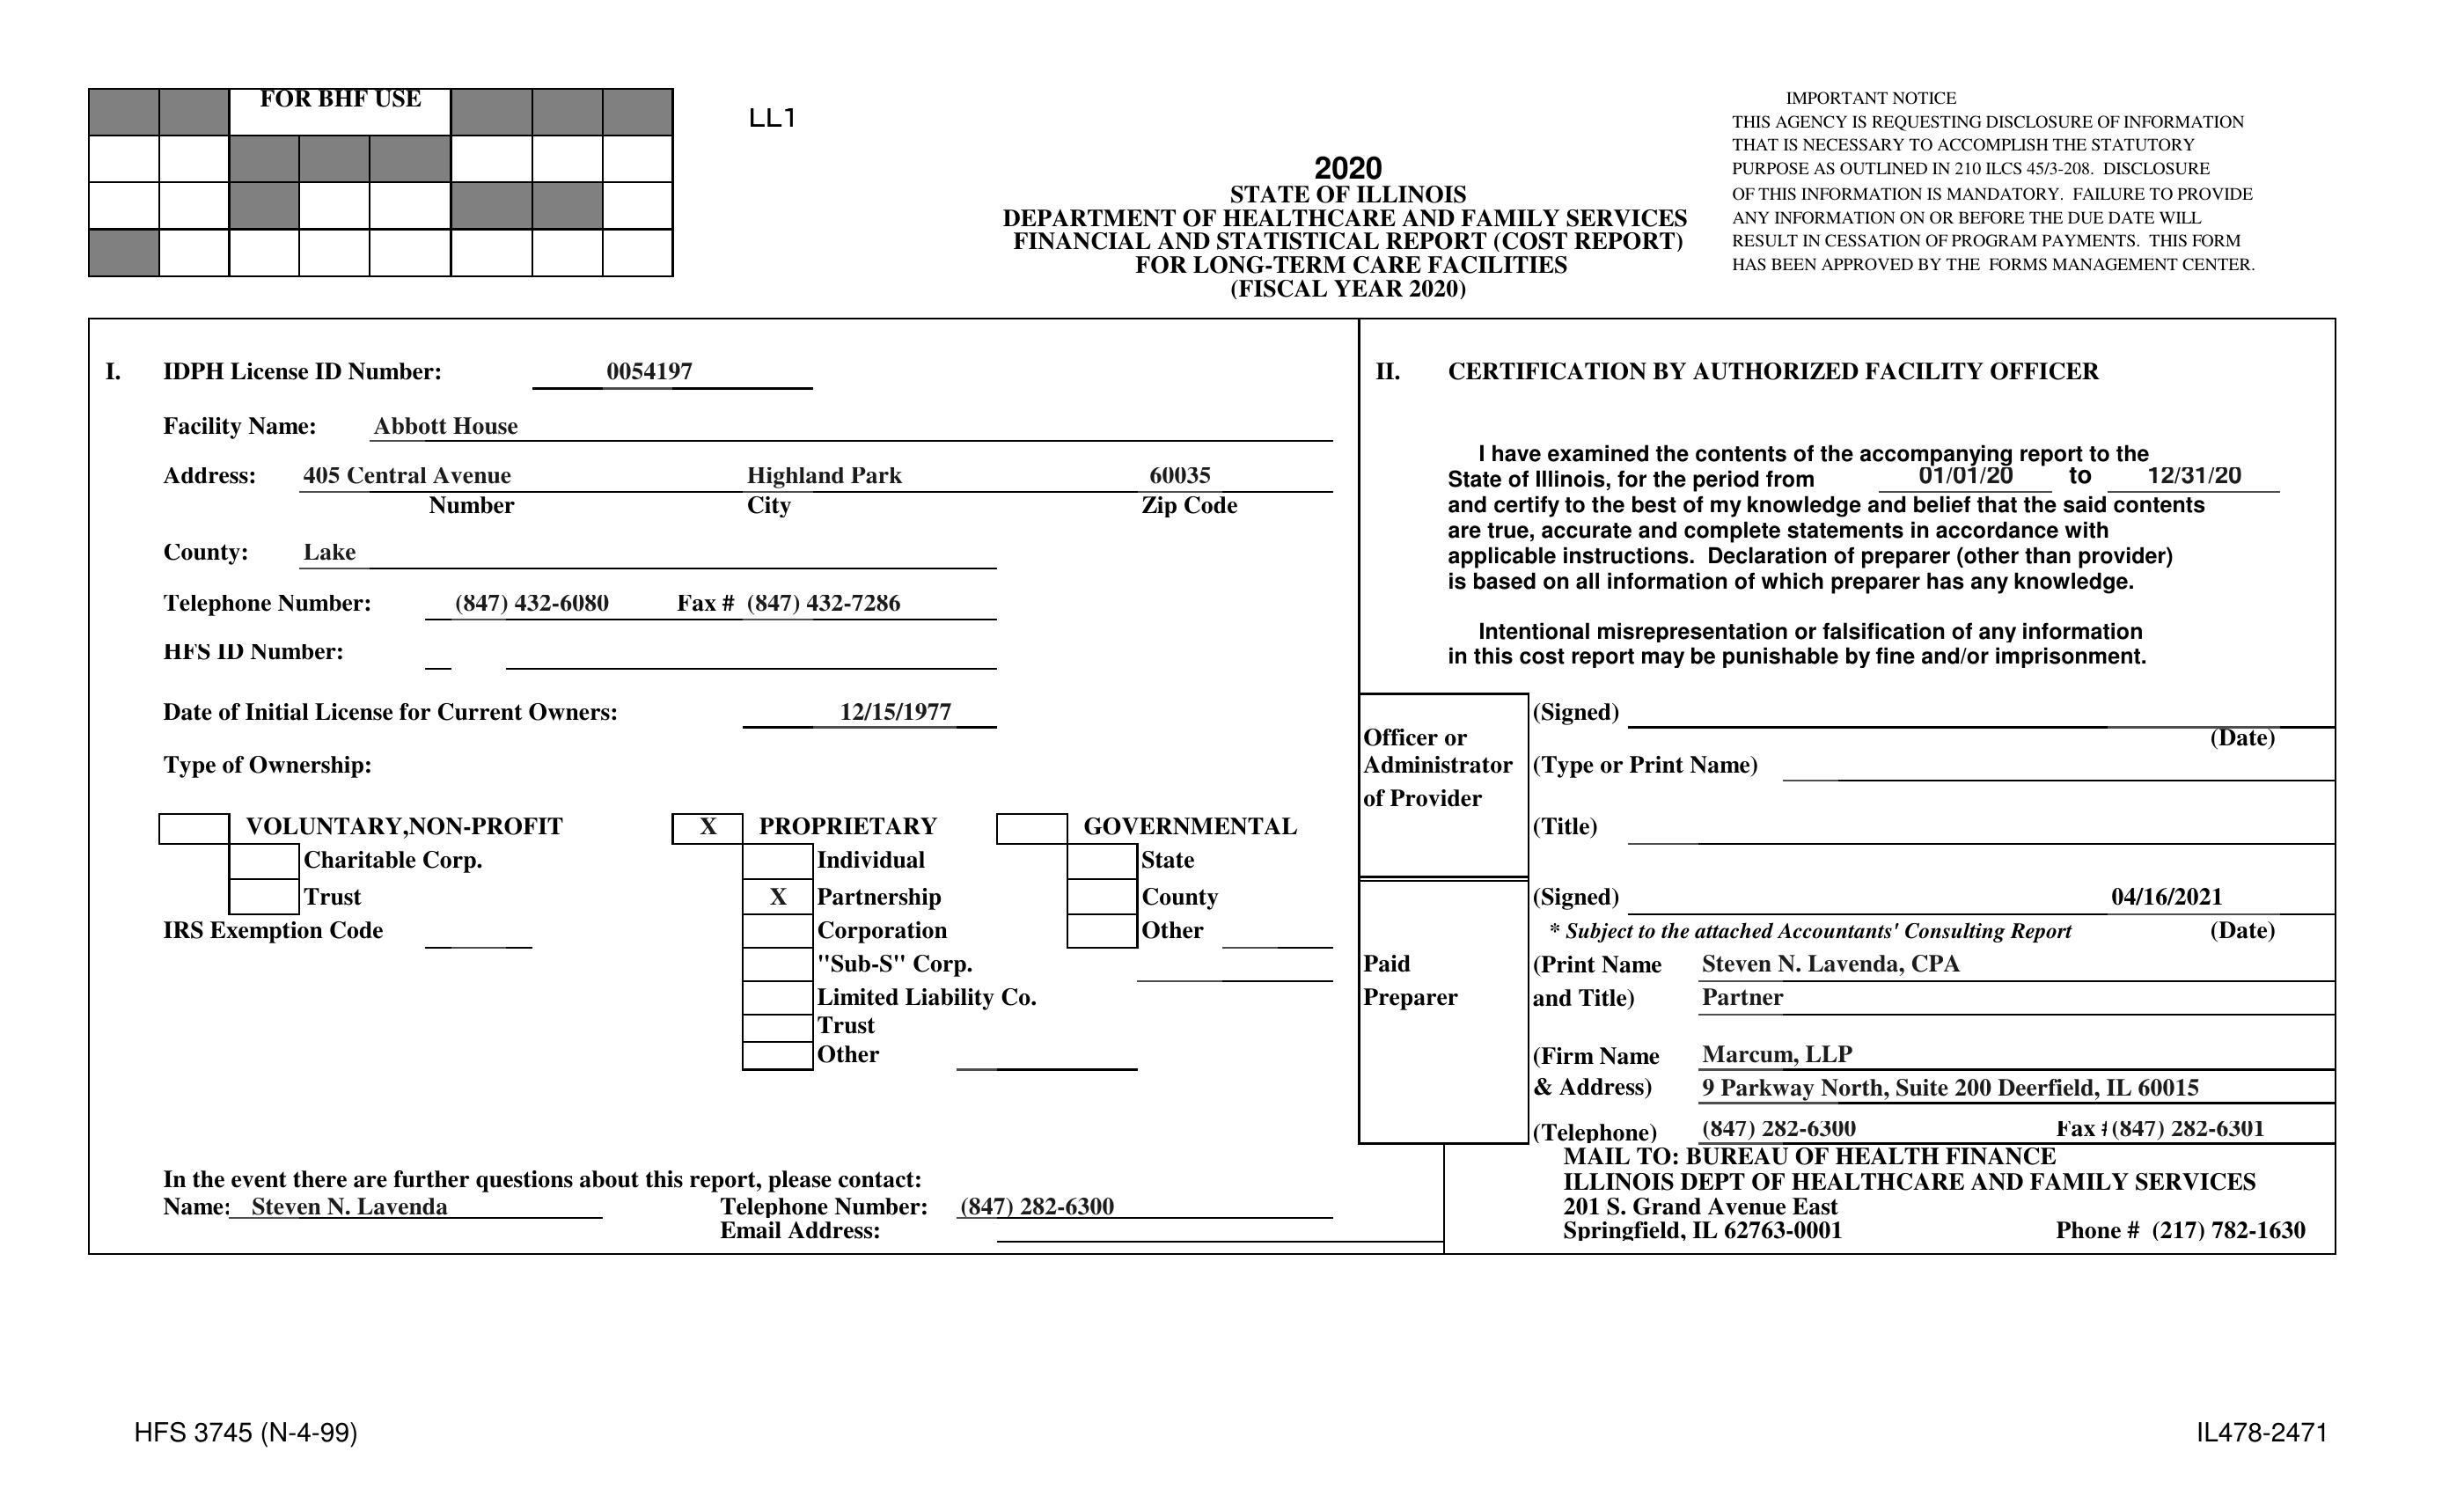 FOR BHF USE
LL1
2020
STATE OF ILLINOIS
DEPARTMENT OF HEALTHCARE AND FAMILY SERVICES
FINANCIAL AND STATISTICAL REPORT (COST REPORT)
FOR LONG-TERM CARE FACILITIES
(FISCAL YEAR 2020)
IMPORTANT NOTICE
THIS AGENCY IS REQUESTING DISCLOSURE OF INFORMATION
THAT IS NECESSARY TO ACCOMPLISH THE STATUTORY
PURPOSE AS OUTLINED IN 210 ILCS 45/3-208. DISCLOSURE
OF THIS INFORMATION IS MANDATORY. FAILURE TO PROVIDE
ANY INFORMATION ON OR BEFORE THE DUE DATE WILL
RESULT IN CESSATION OF PROGRAM PAYMENTS. THIS FORM
HAS BEEN APPROVED BY THE FORMS MANAGEMENT CENTER.
I. IDPH License ID Number: 0054197
Facility Name: Abbott House
Address: 405 Central Avenue Highland Park 60035
Number City Zip Code
County: Lake
Telephone Number: (847) 432-6080 Fax # (847) 432-7286
HFS ID Number:
Date of Initial License for Current Owners: 12/15/1977
Type of Ownership:
VOLUNTARY,NON-PROFIT X PROPRIETARY GOVERNMENTAL
Charitable Corp. Individual State
Trust X Partnership County
IRS Exemption Code Corporation Other
"Sub-S" Corp.
Limited Liability Co.
Trust
Other
In the event there are further questions about this report, please contact:
Name: Steven N. Lavenda Telephone Number: (847) 282-6300
Email Address:
II. CERTIFICATION BY AUTHORIZED FACILITY OFFICER
I have examined the contents of the accompanying report to the
State of Illinois, for the period from 01/01/20 to 12/31/20
and certify to the best of my knowledge and belief that the said contents
are true, accurate and complete statements in accordance with
applicable instructions. Declaration of preparer (other than provider)
is based on all information of which preparer has any knowledge.
Intentional misrepresentation or falsification of any information
in this cost report may be punishable by fine and/or imprisonment.
(Signed)
Officer or (Date)
Administrator (Type or Print Name)
of Provider
(Title)
(Signed) 04/16/2021
* Subject to the attached Accountants' Consulting Report (Date)
Paid (Print Name Steven N. Lavenda, CPA
Preparer and Title) Partner
(Firm Name Marcum, LLP
& Address) 9 Parkway North, Suite 200 Deerfield, IL 60015
(Telephone) (847) 282-6300 Fax # (847) 282-6301
MAIL TO: BUREAU OF HEALTH FINANCE
ILLINOIS DEPT OF HEALTHCARE AND FAMILY SERVICES
201 S. Grand Avenue East
Springfield, IL 62763-0001 Phone # (217) 782-1630
HFS 3745 (N-4-99) IL478-2471